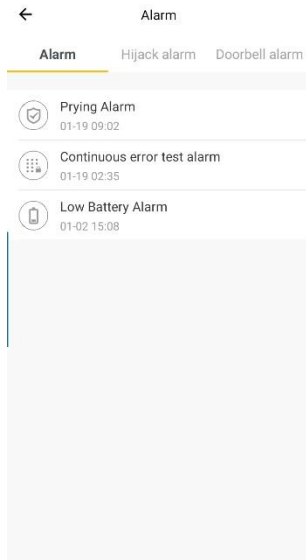 Alarm
Alarm Hijack alarm Doorbell alarm
Prying Alarm
01-19 09:02
Continuous error test alarm
01-19 02:35
Low Battery Alarm
01-02 15:08